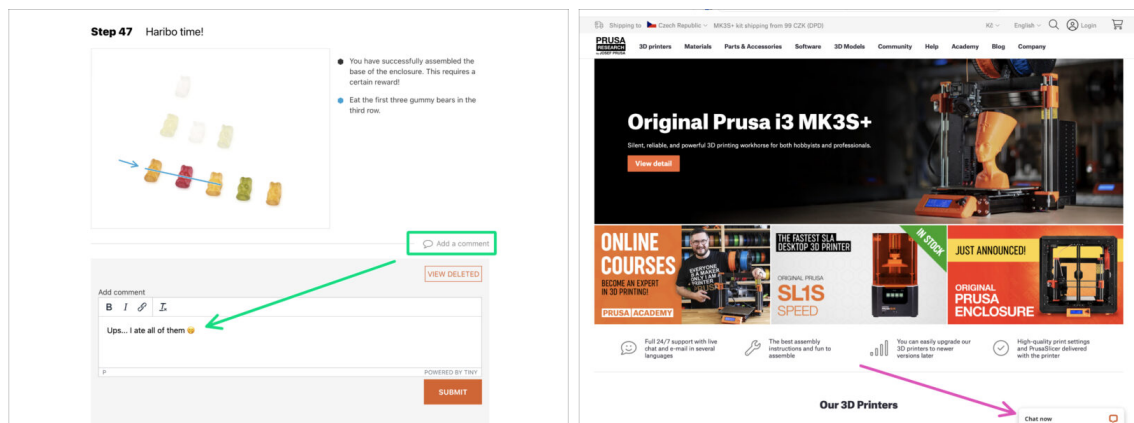 Step 47 Haribo time!
You have successfully assembled the
base of the enclosure. This requires a
certain reward!
Eat the first three gummy bears in the
third row.
Add a comment
VIEW DELETED
Add comment
B I
Ups... I ate all of them
P
POWERED BY TINY
SUBMIT
Shipping to Czech Republic MK3S+ kit shipping from 99 CZK (DPD) Kč English Login
PRUSA
RESEARCH
by JOSEF PRUSA
3D printers Materials Parts & Accessories Software 3D Models Community Help Academy Blog Company
Original Prusa i3 MK3S+
Silent, reliable, and powerful 3D printing workhorse for both hobbyists and professionals.
View detail
ONLINE
COURSES
BECOME AN EXPERT
IN 3D PRINTING!
PRUSA ACADEMY
EVERYONE
IS A MAKER
THE FASTEST SLA
DESKTOP 3D PRINTER
ORIGINAL PRUSA
SL1S
SPEED
IN STOCK
JUST ANNOUNCED!
ORIGINAL
PRUSA
ENCLOSURE
Full 24/7 support with live
chat and e-mail in several
languages
The best assembly
instructions and fun to
assemble
You can easily upgrade our
3D printers to newer
versions later
High-quality print settings
and PrusaSlicer delivered
with the printer
Our 3D Printers
Chat now